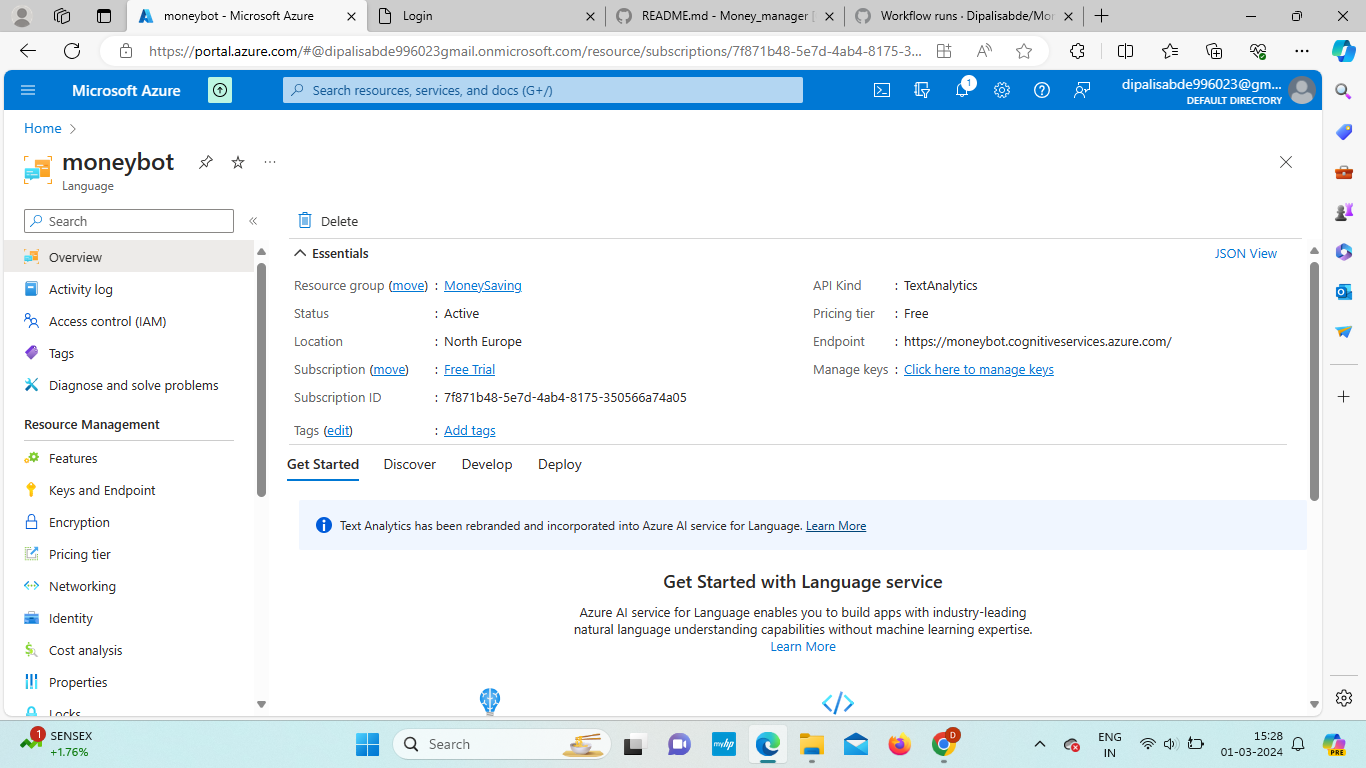 moneybot - Microsoft Azure
Login
README.md - Money_manager [
Workflow runs · Dipalisabde/Mor
https://portal.azure.com/#@dipalisabde996023gmail.onmicrosoft.com/resource/subscriptions/7f871b48-5e7d-4ab4-8175-3...
Microsoft Azure
Search resources, services, and docs (G+/)
1
dipalisabde996023@gm...
DEFAULT DIRECTORY
Home
moneybot
Language
Search
Delete
Overview
Activity log
Access control (IAM)
Tags
Diagnose and solve problems
Resource Management
Features
Keys and Endpoint
Encryption
Pricing tier
Networking
Identity
Cost analysis
Properties
Locks
Essentials
JSON View
Resource group (move) : MoneySaving
Status : Active
Location : North Europe
Subscription (move) : Free Trial
Subscription ID : 7f871b48-5e7d-4ab4-8175-350566a74a05
Tags (edit) : Add tags
API Kind : TextAnalytics
Pricing tier : Free
Endpoint : https://moneybot.cognitiveservices.azure.com/
Manage keys : Click here to manage keys
Get Started Discover Develop Deploy
Text Analytics has been rebranded and incorporated into Azure AI service for Language. Learn More
Get Started with Language service
Azure AI service for Language enables you to build apps with industry-leading
natural language understanding capabilities without machine learning expertise.
Learn More
1
SENSEX
+1.76%
Search
my hp
D
ENG
IN
15:28
01-03-2024
PRE